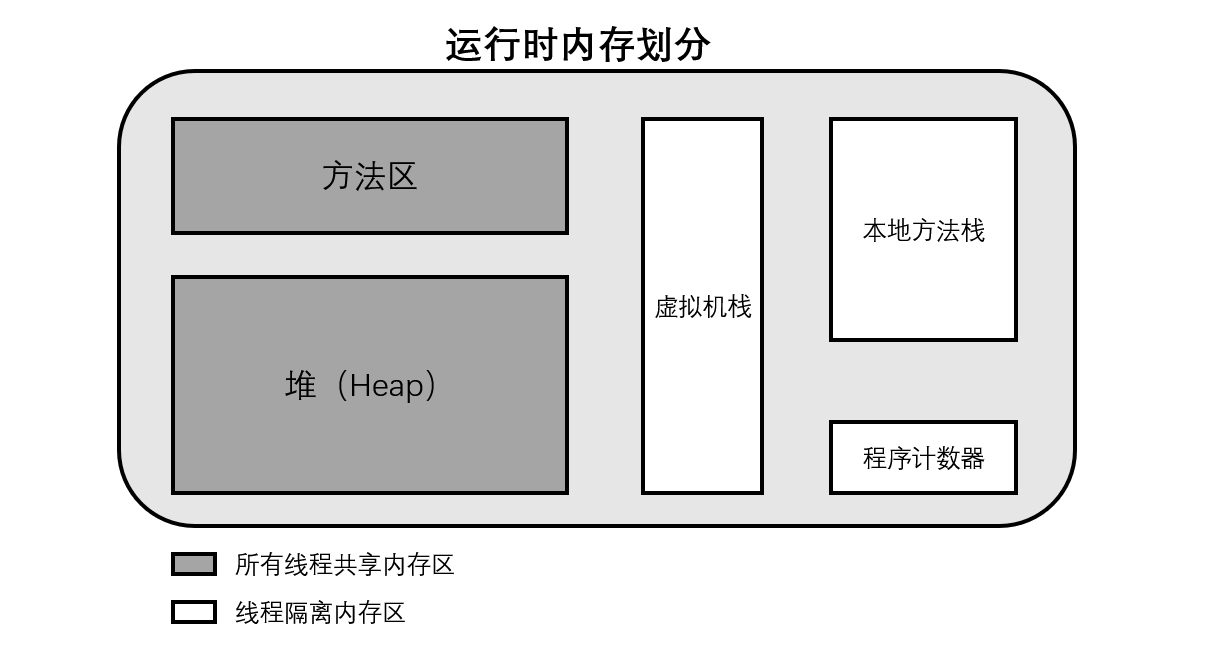 运行时内存划分
方法区
堆（Heap）
虚拟机栈
本地方法栈
程序计数器
所有线程共享内存区
线程隔离内存区